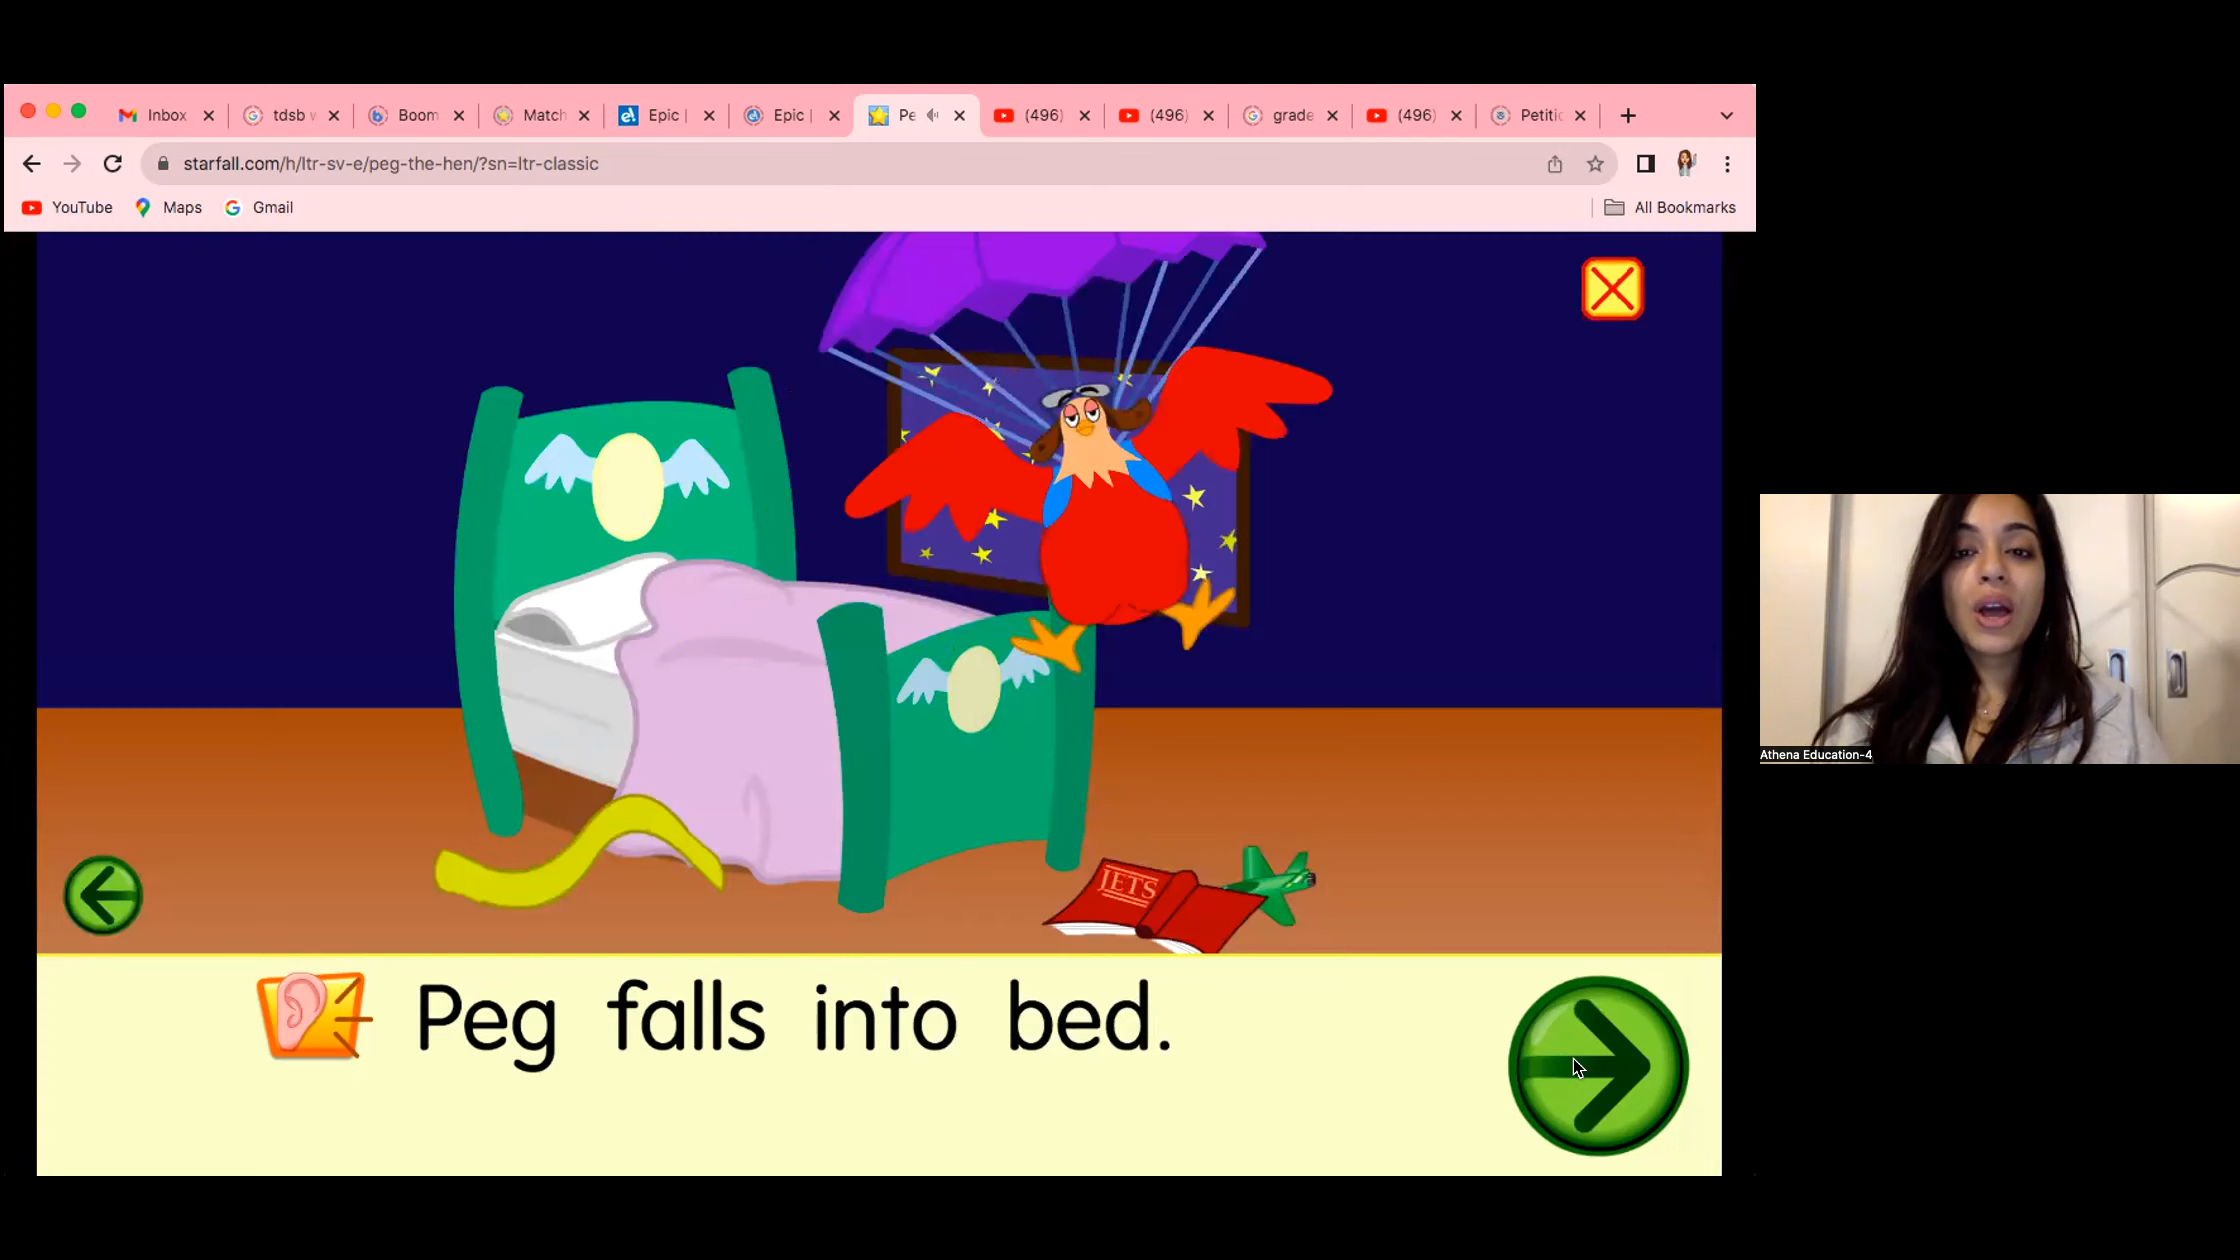 Inbox
tdsb w
Boom
Match
Epic |
Epic |
Pe
(496)
(496)
grade
(496)
Petitic
starfall.com/h/ltr-sv-e/peg-the-hen/?sn=ltr-classic
YouTube
Maps
Gmail
All Bookmarks
JETS
Athena Education-4
Peg falls into bed.